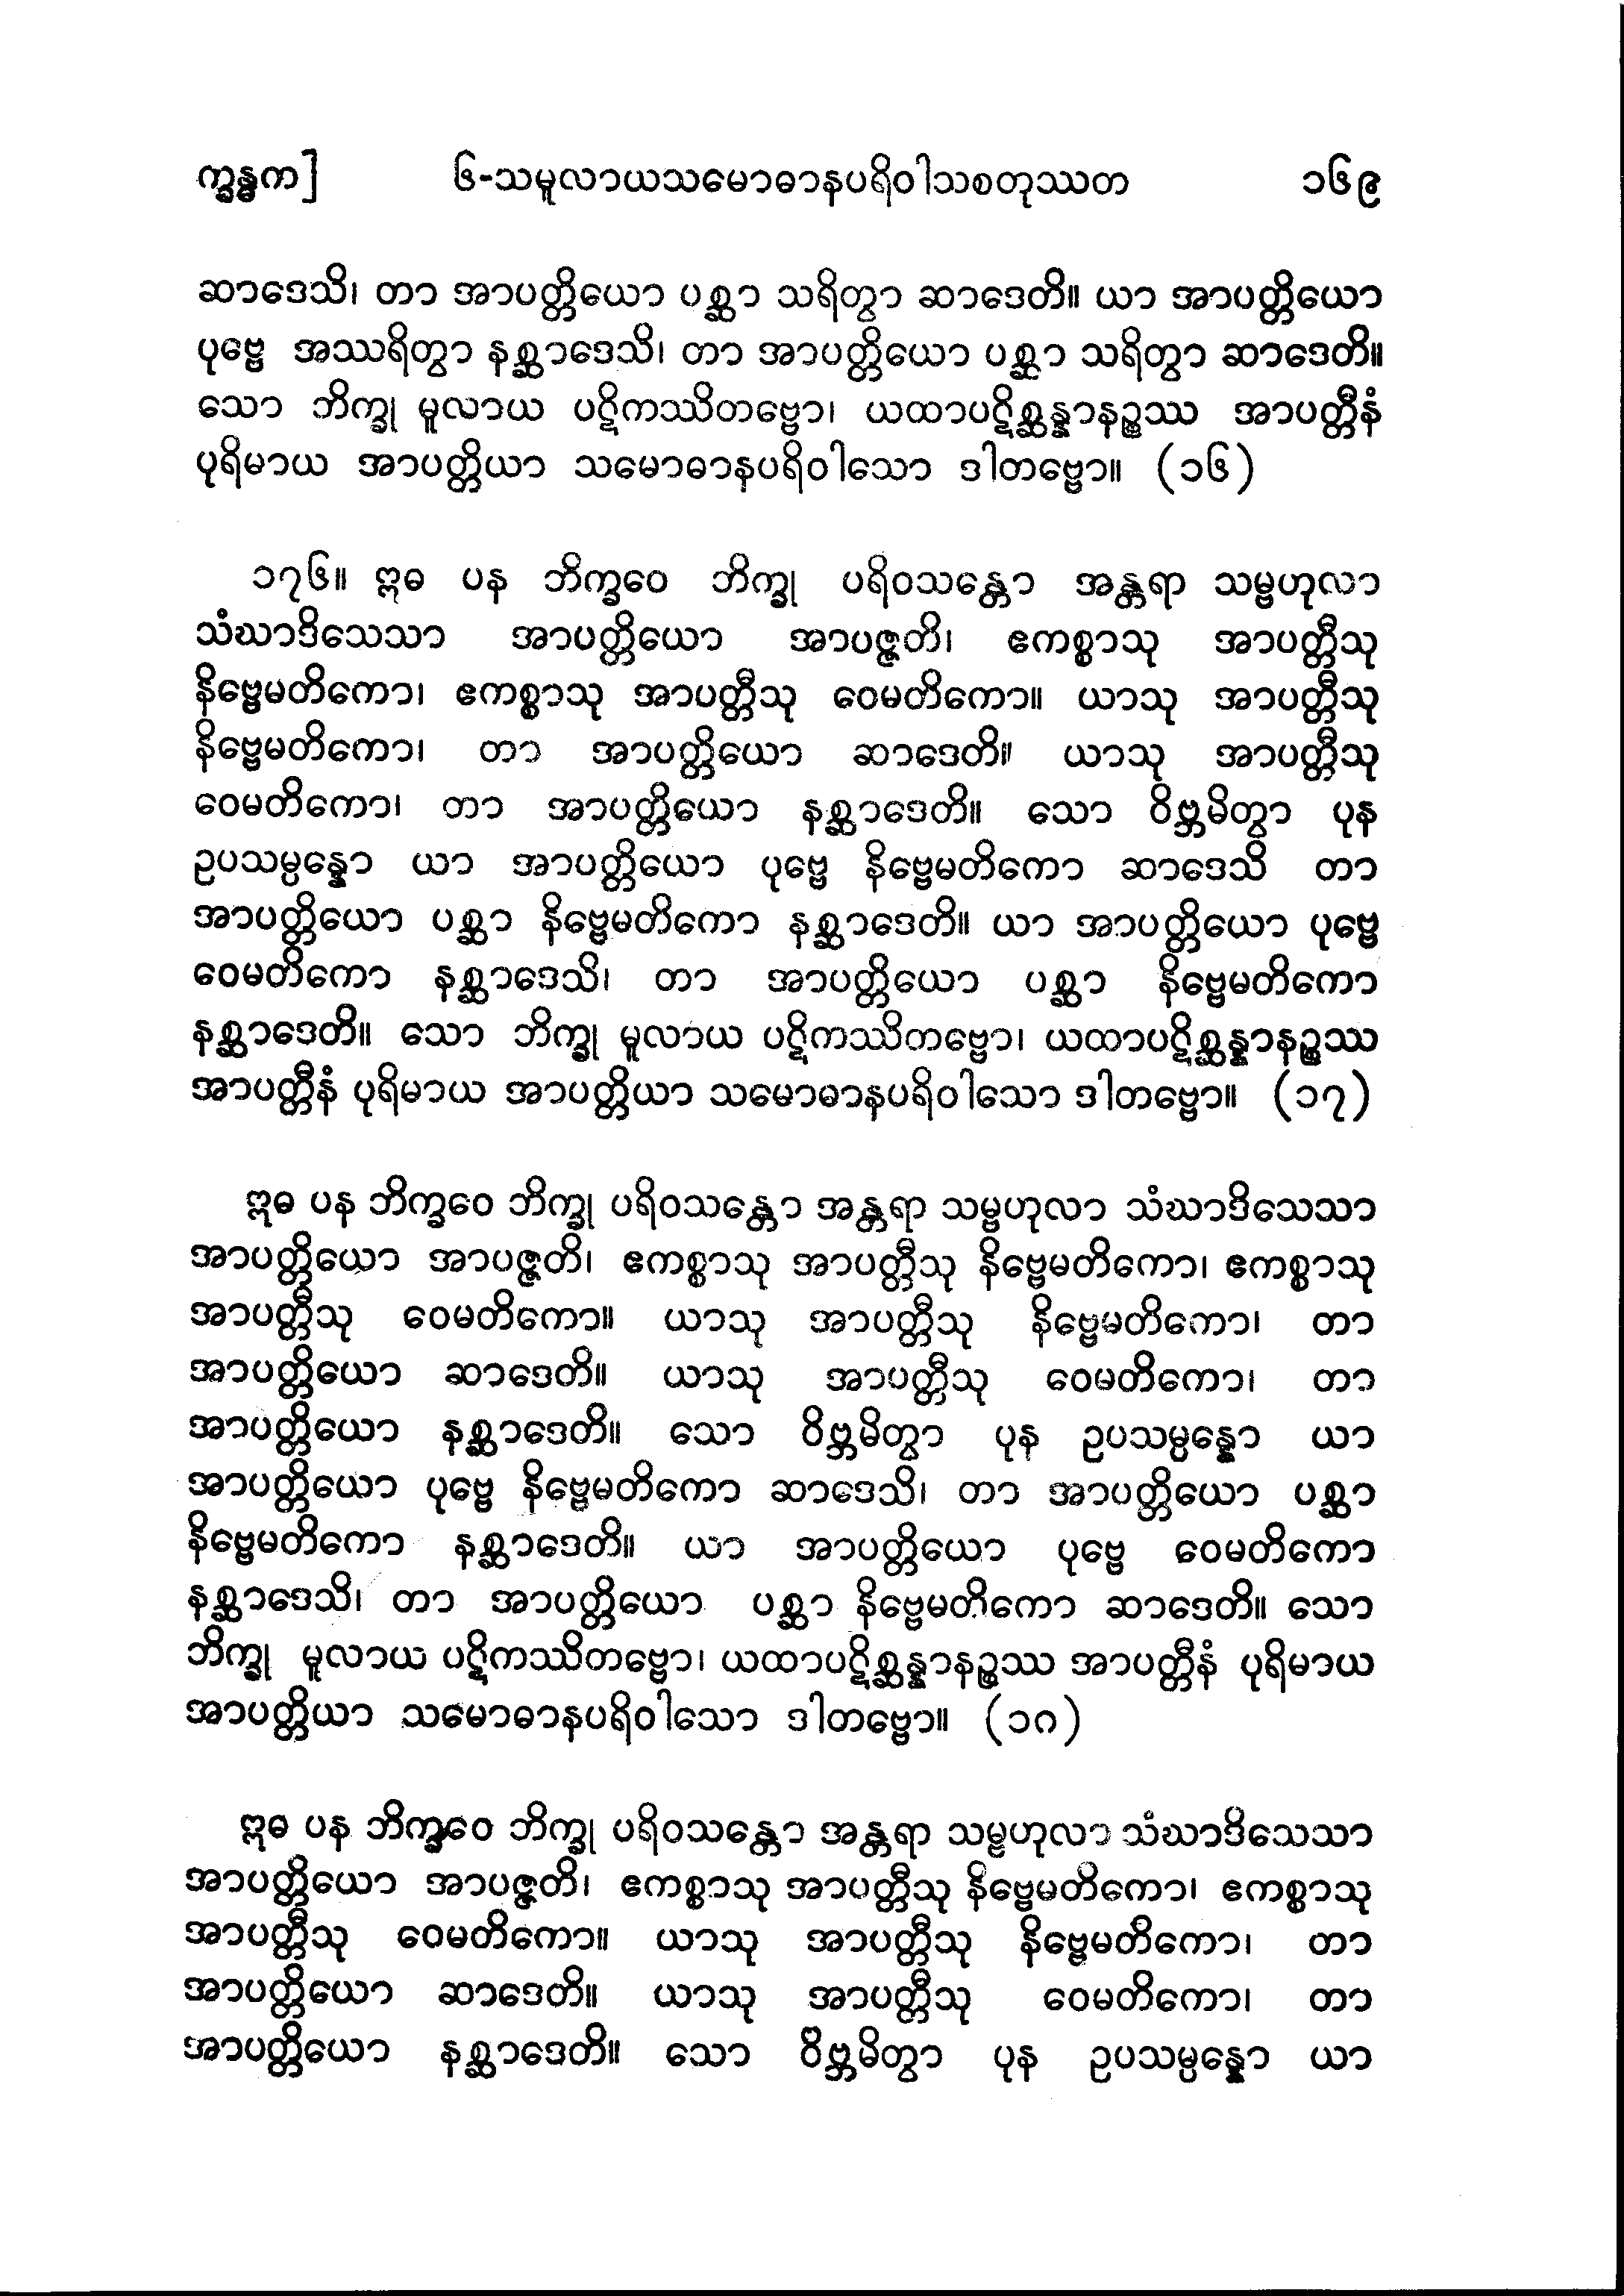 က္ခန္ဓက]	၆-သမူလာယသမောဓာနပရိဝါသစတုဿတ	၁၆၉
ဆာဒေသိ၊ တာ အာပတ္တိယော ပစ္ဆာ သရိတွာ ဆာဒေတိ။ ယာ အာပတ္တိယော
ပုဗ္ဗေ အဿရိတွာ နစ္ဆာဒေသိ၊ တာ အာပတ္တိယော ပစ္ဆာ သရိတွာ ဆာဒေတိ။
သော ဘိက္ခု မူလာယ ပဋိကဿိတဗ္ဗော၊ ယထာပဋိစ္ဆန္နာနဉ္စဿ အာပတ္တီနံ
ပုရိမာယ အာပတ္တိယာ သမောဓာနပရိဝါသော ဒါတဗ္ဗော။ (၁၆)
၁၇၆။ ဣဓ ပန ဘိက္ခဝေ ဘိက္ခု ပရိဝသန္တော အန္တရာ သမ္ဗဟုလာ
သံဃာဒိသေသာ အာပတ္တိယော အာပဇ္ဇတိ၊ ဧကစ္စာသု အာပတ္တီသု
နိဗ္ဗေမတိကော၊ ဧကစ္စာသု အာပတ္တီသု ဝေမတိကော။ ယာသု အာပတ္တီသု
နိဗ္ဗေမတိကော၊ တာ အာပတ္တိယော ဆာဒေတိ။ ယာသု အာပတ္တီသု
ဝေမတိကော၊ တာ အာပတ္တိယော နစ္ဆာဒေတိ။ သော ဝိဗ္ဘမိတွာ ပုန
ဥပသမ္ပန္နော ယာ အာပတ္တိယော ပုဗ္ဗေ နိဗ္ဗေမတိကော ဆာဒေသိ တာ
အာပတ္တိယော ပစ္ဆာ နိဗ္ဗေမတိကော နစ္ဆာဒေတိ။ ယာ အာပတ္တိယော ပုဗ္ဗေ
ဝေမတိကော နစ္ဆာဒေသိ၊ တာ အာပတ္တိယော ပစ္ဆာ နိဗ္ဗေမတိကော
နစ္ဆာဒေတိ။ သော ဘိက္ခု မူလာယ ပဋိကဿိတဗ္ဗော၊ ယထာပဋိစ္ဆန္နာနဉ္စဿ
အာပတ္တီနံ ပုရိမာယ အာပတ္တိယာ သမောဓာနပရိဝါသော ဒါတဗ္ဗော။ (၁၇)
ဣဓ ပန ဘိက္ခဝေ ဘိက္ခု ပရိဝသန္တော အန္တရာ သမ္ဗဟုလာ သံဃာဒိသေသာ
အာပတ္တိယော အာပဇ္ဇတိ၊ ဧကစ္စာသု အာပတ္တီသု နိဗ္ဗေမတိကော၊ ဧကစ္စာသု
အာပတ္တီသု ဝေမတိကော။ ယာသု အာပတ္တီသု နိဗ္ဗေမတိကော၊ တာ
အာပတ္တိယော ဆာဒေတိ။ ယာသု အာပတ္တီသု ဝေမတိကော၊ တာ
အာပတ္တိယော နစ္ဆာဒေတိ။ သော ဝိဗ္ဘမိတွာ ပုန ဥပသမ္ပန္နော ယာ
အာပတ္တိယော ပုဗ္ဗေ နိဗ္ဗေမတိကော ဆာဒေသိ၊ တာ အာပတ္တိယော ပစ္ဆာ
နိဗ္ဗေမတိကော နစ္ဆာဒေတိ။ ယာ အာပတ္တိယော ပုဗ္ဗေ ဝေမတိကော
နစ္ဆာဒေသိ၊ တာ အာပတ္တိယော ပစ္ဆာ နိဗ္ဗေမတိကော ဆာဒေတိ။ သော
ဘိက္ခု မူလာယ ပဋိကဿိတဗ္ဗော၊ ယထာပဋိစ္ဆန္နာနဉ္စဿ အာပတ္တီနံ ပုရိမာယ
အာပတ္တိယာ သမောဓာနပရိဝါသော ဒါတဗ္ဗော။ (၁၈)
ဣဓ ပန ဘိက္ခဝေ ဘိက္ခု ပရိဝသန္တော အန္တရာ သမ္ဗဟုလာ သံဃာဒိသေသာ
အာပတ္တိယော အာပဇ္ဇတိ၊ ဧကစ္စာသု အာပတ္တီသု နိဗ္ဗေမတိကော၊ ဧကစ္စာသု
အာပတ္တီသု ဝေမတိကော။ ယာသု အာပတ္တီသု နိဗ္ဗေမတိကော၊ တာ
အာပတ္တိယော ဆာဒေတိ။ ယာသု အာပတ္တီသု ဝေမတိကော၊ တာ
အာပတ္တိယော နစ္ဆာဒေတိ။ သော ဝိဗ္ဘမိတွာ ပုန ဥပသမ္ပန္နော ယာ